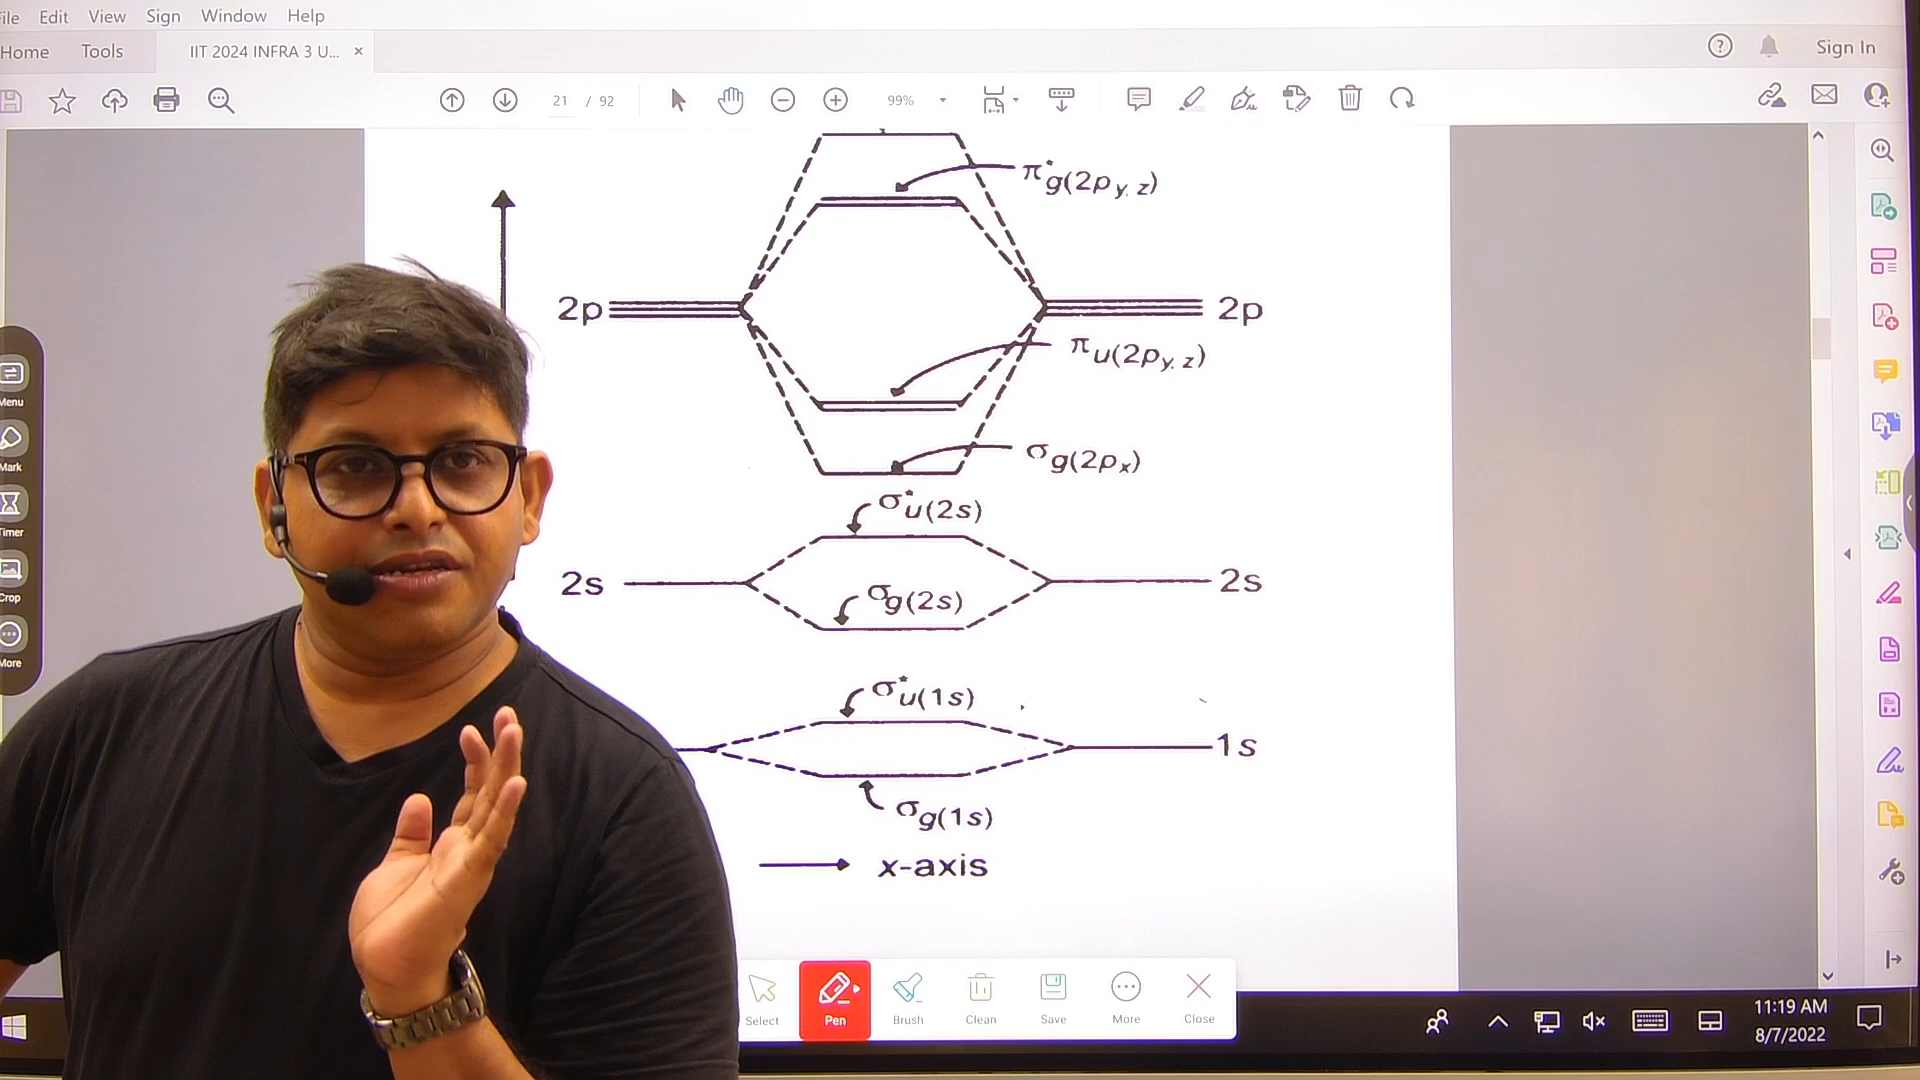 File Edit View Sign Window Help
Home Tools IIT 2024 INFRA 3 U... × Sign In
21 / 92 99%
π*g(2py, z)
2p 2p
πu(2py, z)
σg(2px)
σ*u(2s)
2s 2s
σg(2s)
σ*u(1s)
1s
σg(1s)
x-axis
Menu
Mark
Timer
Crop
More
Select Pen Brush Clean Save More Close
11:19 AM
8/7/2022